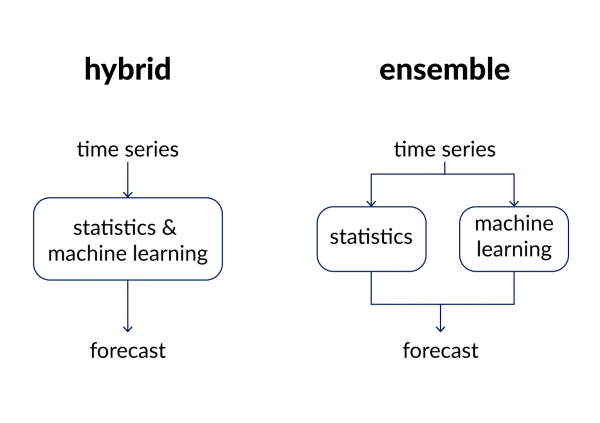 hybrid
time series
statistics &
machine learning
forecast
ensemble
time series
statistics
machine
learning
forecast